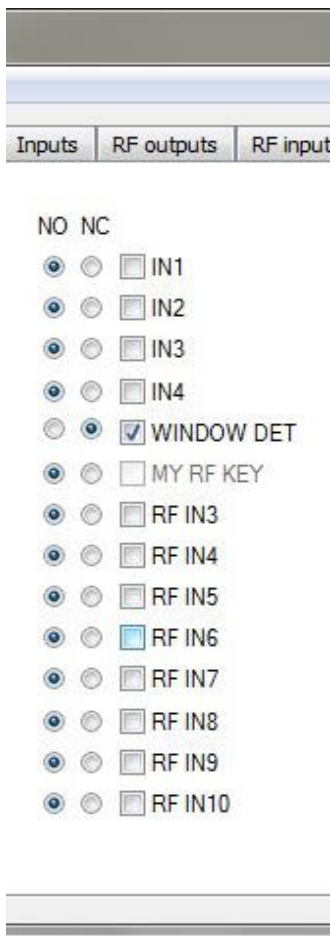 Inputs RF outputs RF input
NO NC
IN1
IN2
IN3
IN4
WINDOW DET
MY RF KEY
RF IN3
RF IN4
RF IN5
RF IN6
RF IN7
RF IN8
RF IN9
RF IN10